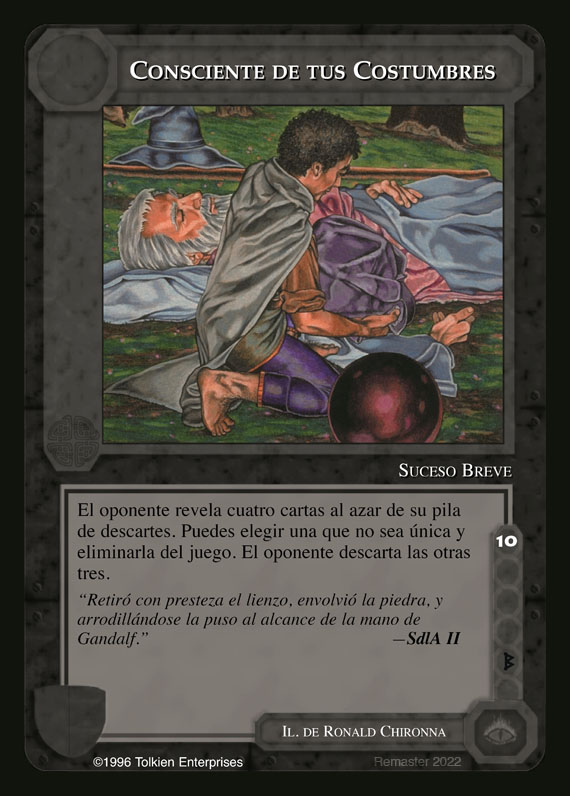 Consciente de tus Costumbres
Suceso Breve
El oponente revela cuatro cartas al azar de su pila
de descartes. Puedes elegir una que no sea única y
eliminarla del juego. El oponente descarta las otras
tres.
10
“Retiró con presteza el lienzo, envolvió la piedra, y
arrodillándose la puso al alcance de la mano de
Gandalf.” —SdlA II
Il. de Ronald Chironna
©1996 Tolkien Enterprises
Remaster 2022